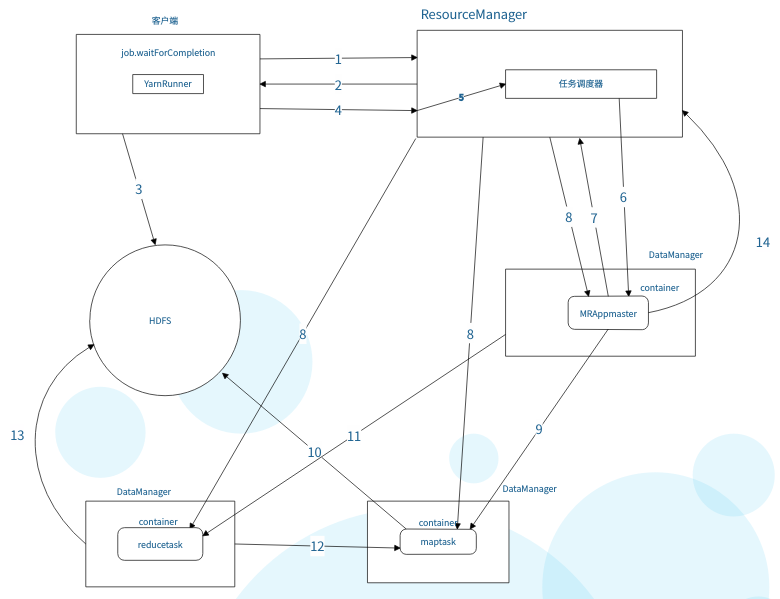 ResourceManager
客户端
job.waitForCompletion
YarnRunner
1
2
4
5
任务调度器
3
8
7
6
14
DataManager
container
MRAppmaster
HDFS
8
8
13
11
10
9
DataManager
container
reducetask
12
DataManager
container
maptask